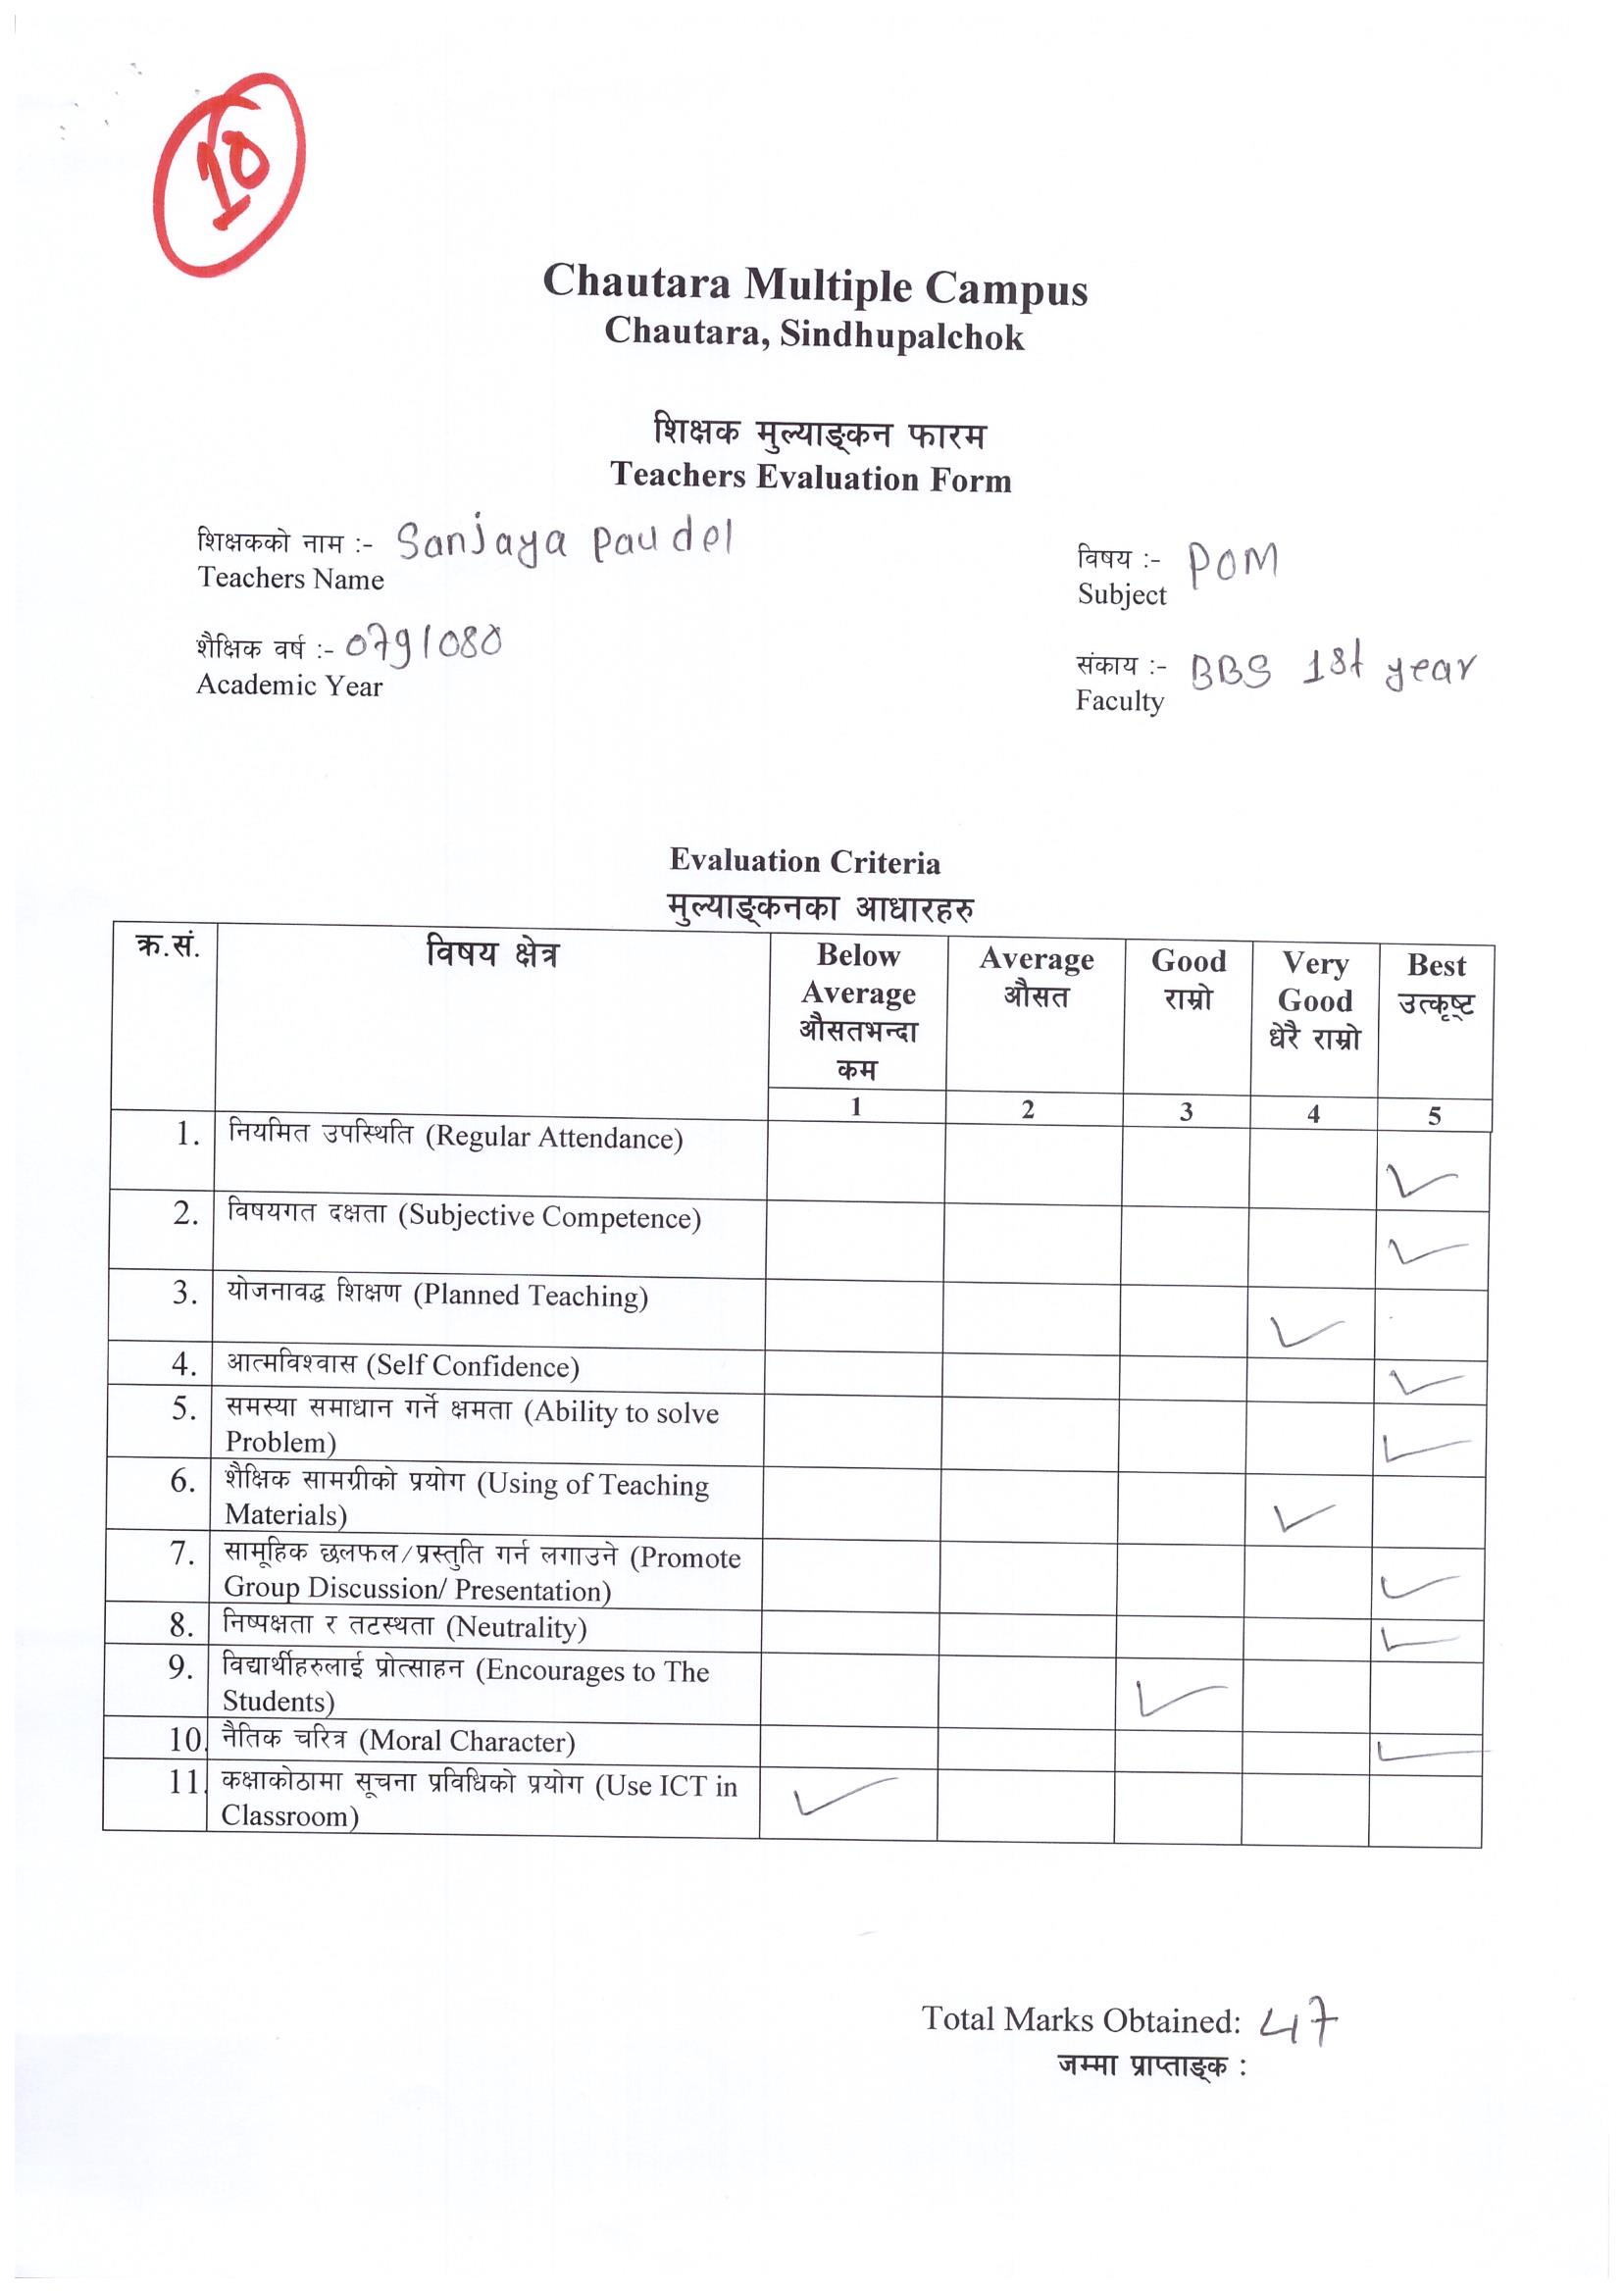 10
Chautara Multiple Campus
Chautara, Sindhupalchok
शिक्षक मुल्याङ्कन फारम
Teachers Evaluation Form
शिक्षकको नाम :- Sanjaya paudel
Teachers Name
विषय :- POM
Subject
शैक्षिक वर्ष :- 079/080
Academic Year
संकाय :- BBS 1st year
Faculty
Evaluation Criteria
मुल्याङ्कनका आधारहरु
क्र.सं. विषय क्षेत्र Below Average Good Very Best
Average औसत राम्रो Good उत्कृष्ट
औसतभन्दा धेरै राम्रो
कम
1 2 3 4 5
1. नियमित उपस्थिति (Regular Attendance) ✓
2. विषयगत दक्षता (Subjective Competence) ✓
3. योजनावद्ध शिक्षण (Planned Teaching) ✓
4. आत्मविश्वास (Self Confidence) ✓
5. समस्या समाधान गर्ने क्षमता (Ability to solve
Problem) ✓
6. शैक्षिक सामग्रीको प्रयोग (Using of Teaching
Materials) ✓
7. सामूहिक छलफल/प्रस्तुति गर्न लगाउने (Promote
Group Discussion/ Presentation) ✓
8. निष्पक्षता र तटस्थता (Neutrality) ✓
9. विद्यार्थीहरुलाई प्रोत्साहन (Encourages to The
Students) ✓
10. नैतिक चरित्र (Moral Character) ✓
11. कक्षाकोठामा सूचना प्रविधिको प्रयोग (Use ICT in
Classroom) ✓
Total Marks Obtained: 47
जम्मा प्राप्ताङ्क :